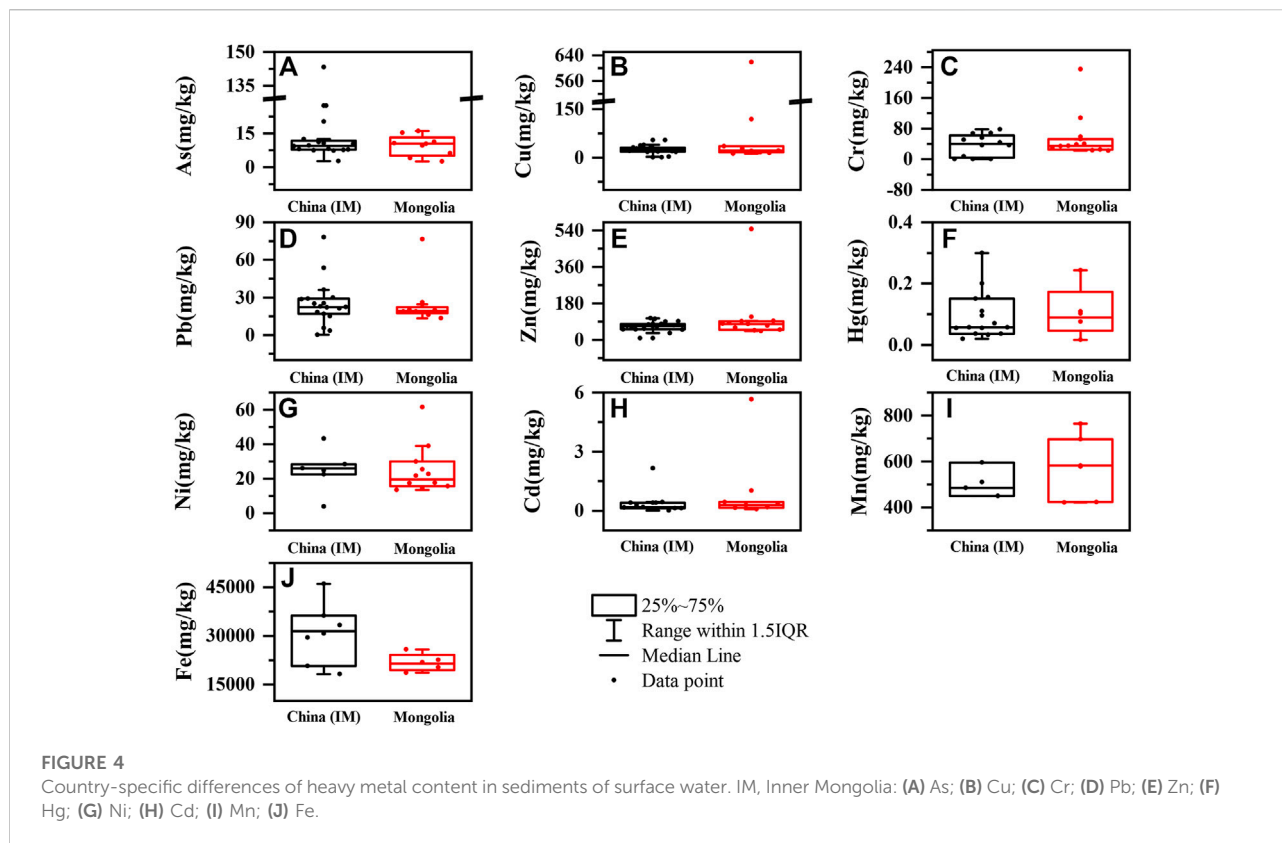 A
As(mg/kg)
150
135
15
0
China (IM)
Mongolia
B
Cu(mg/kg)
640
560
150
0
China (IM)
Mongolia
C
Cr(mg/kg)
240
160
80
0
-80
China (IM)
Mongolia
D
Pb(mg/kg)
90
60
30
0
China (IM)
Mongolia
E
Zn(mg/kg)
540
360
180
0
China (IM)
Mongolia
F
Hg(mg/kg)
0.4
0.2
0.0
China (IM)
Mongolia
G
Ni(mg/kg)
60
40
20
0
China (IM)
Mongolia
H
Cd(mg/kg)
6
3
0
China (IM)
Mongolia
I
Mn(mg/kg)
800
600
400
China (IM)
Mongolia
J
Fe(mg/kg)
45000
30000
15000
China (IM)
Mongolia
25%~75%
Range within 1.5IQR
Median Line
Data point
FIGURE 4
Country-specific differences of heavy metal content in sediments of surface water. IM, Inner Mongolia: (A) As; (B) Cu; (C) Cr; (D) Pb; (E) Zn; (F)
Hg; (G) Ni; (H) Cd; (I) Mn; (J) Fe.